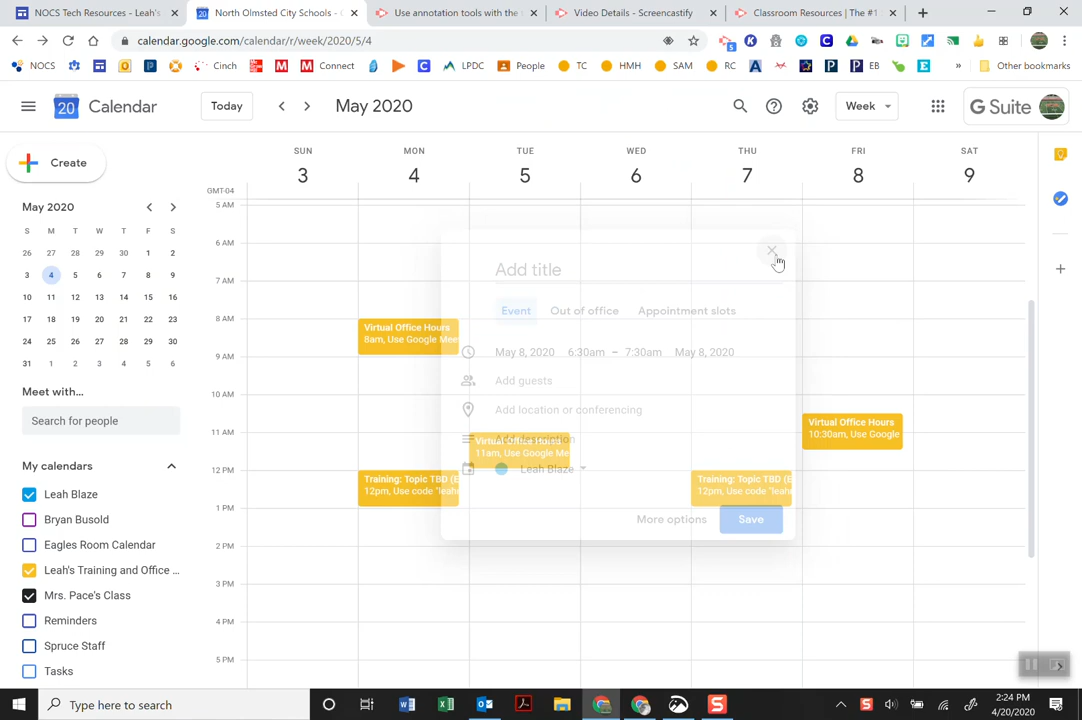 NOCS Tech Resources - Leah's
North Olmsted City Schools - C
Use annotation tools with the
Video Details - Screencastify
Classroom Resources | The #1
calendar.google.com/calendar/r/week/2020/5/4
NOCS
Cinch
Connect
LPDC
People
TC
HMH
SAM
RC
EB
»
Other bookmarks
20
Calendar
Today
May 2020
Week
G Suite
Create
SUN
MON
TUE
WED
THU
FRI
SAT
3
4
5
6
7
8
9
GMT-04
May 2020
S M T W T F S
26 27 28 29 30 1 2
3 4 5 6 7 8 9
10 11 12 13 14 15 16
17 18 19 20 21 22 23
24 25 26 27 28 29 30
31 1 2 3 4 5 6
Meet with...
Search for people
My calendars
Leah Blaze
Bryan Busold
Eagles Room Calendar
Leah's Training and Office ...
Mrs. Pace's Class
Reminders
Spruce Staff
Tasks
5 AM
6 AM
7 AM
8 AM
9 AM
10 AM
11 AM
12 PM
1 PM
2 PM
3 PM
4 PM
5 PM
Virtual Office Hours
8am, Use Google Mee
Training: Topic TBD (E
12pm, Use code "leahr
Virtual Office Hours
11am, Use Google Me
Training: Topic TBD (E
12pm, Use code "leahr
Virtual Office Hours
10:30am, Use Google
Add title
Event
Out of office
Appointment slots
May 8, 2020 6:30am – 7:30am May 8, 2020
Add guests
Add location or conferencing
Add description
Leah Blaze
More options
Save
Type here to search
2:24 PM
4/20/2020